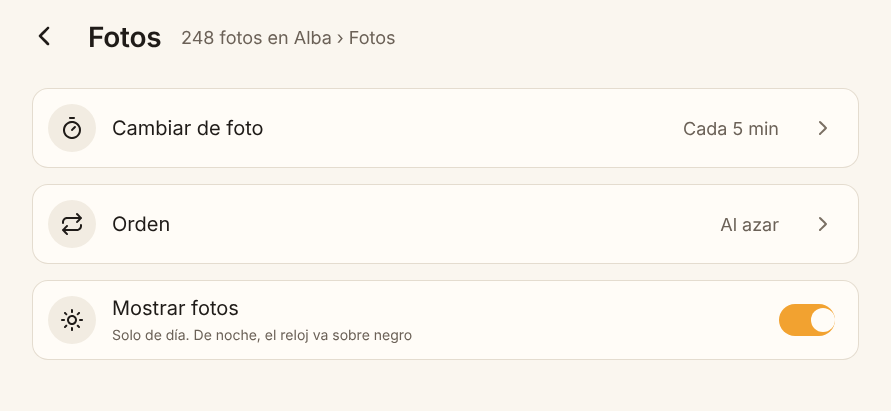 Fotos
248 fotos en Alba › Fotos
Cambiar de foto
Cada 5 min
Orden
Al azar
Mostrar fotos
Solo de día. De noche, el reloj va sobre negro